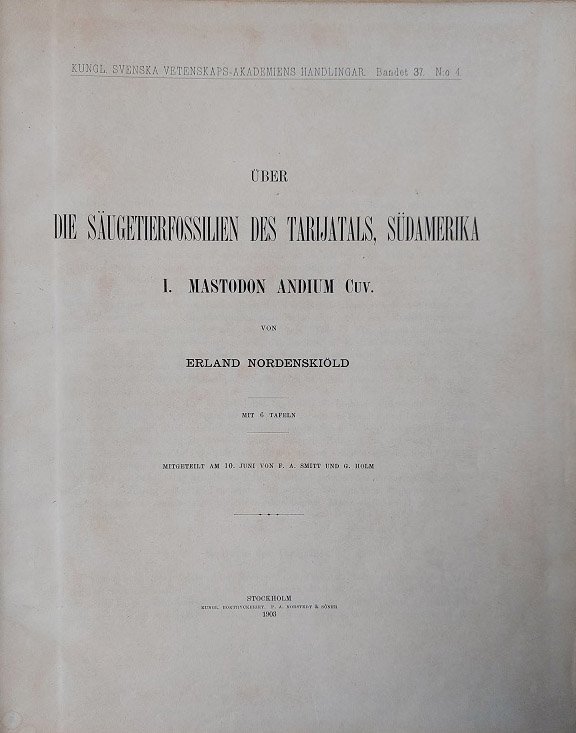 KUNGL. SVENSKA VETENSKAPS-AKADEMIENS HANDLINGAR. Bandet 37. N:o 4.
ÜBER
DIE SÄUGETIERFOSSILIEN DES TARIJATALS, SÜDAMERIKA
I. MASTODON ANDIUM CUV.
VON
ERLAND NORDENSKIÖLD
MIT 6 TAFELN
MITGETEILT AM 10. JUNI VON F. A. SMITT UND G. HOLM
STOCKHOLM
KUNGL. BOKTRYCKERIET. P. A. NORSTEDT & SÖNER
1903